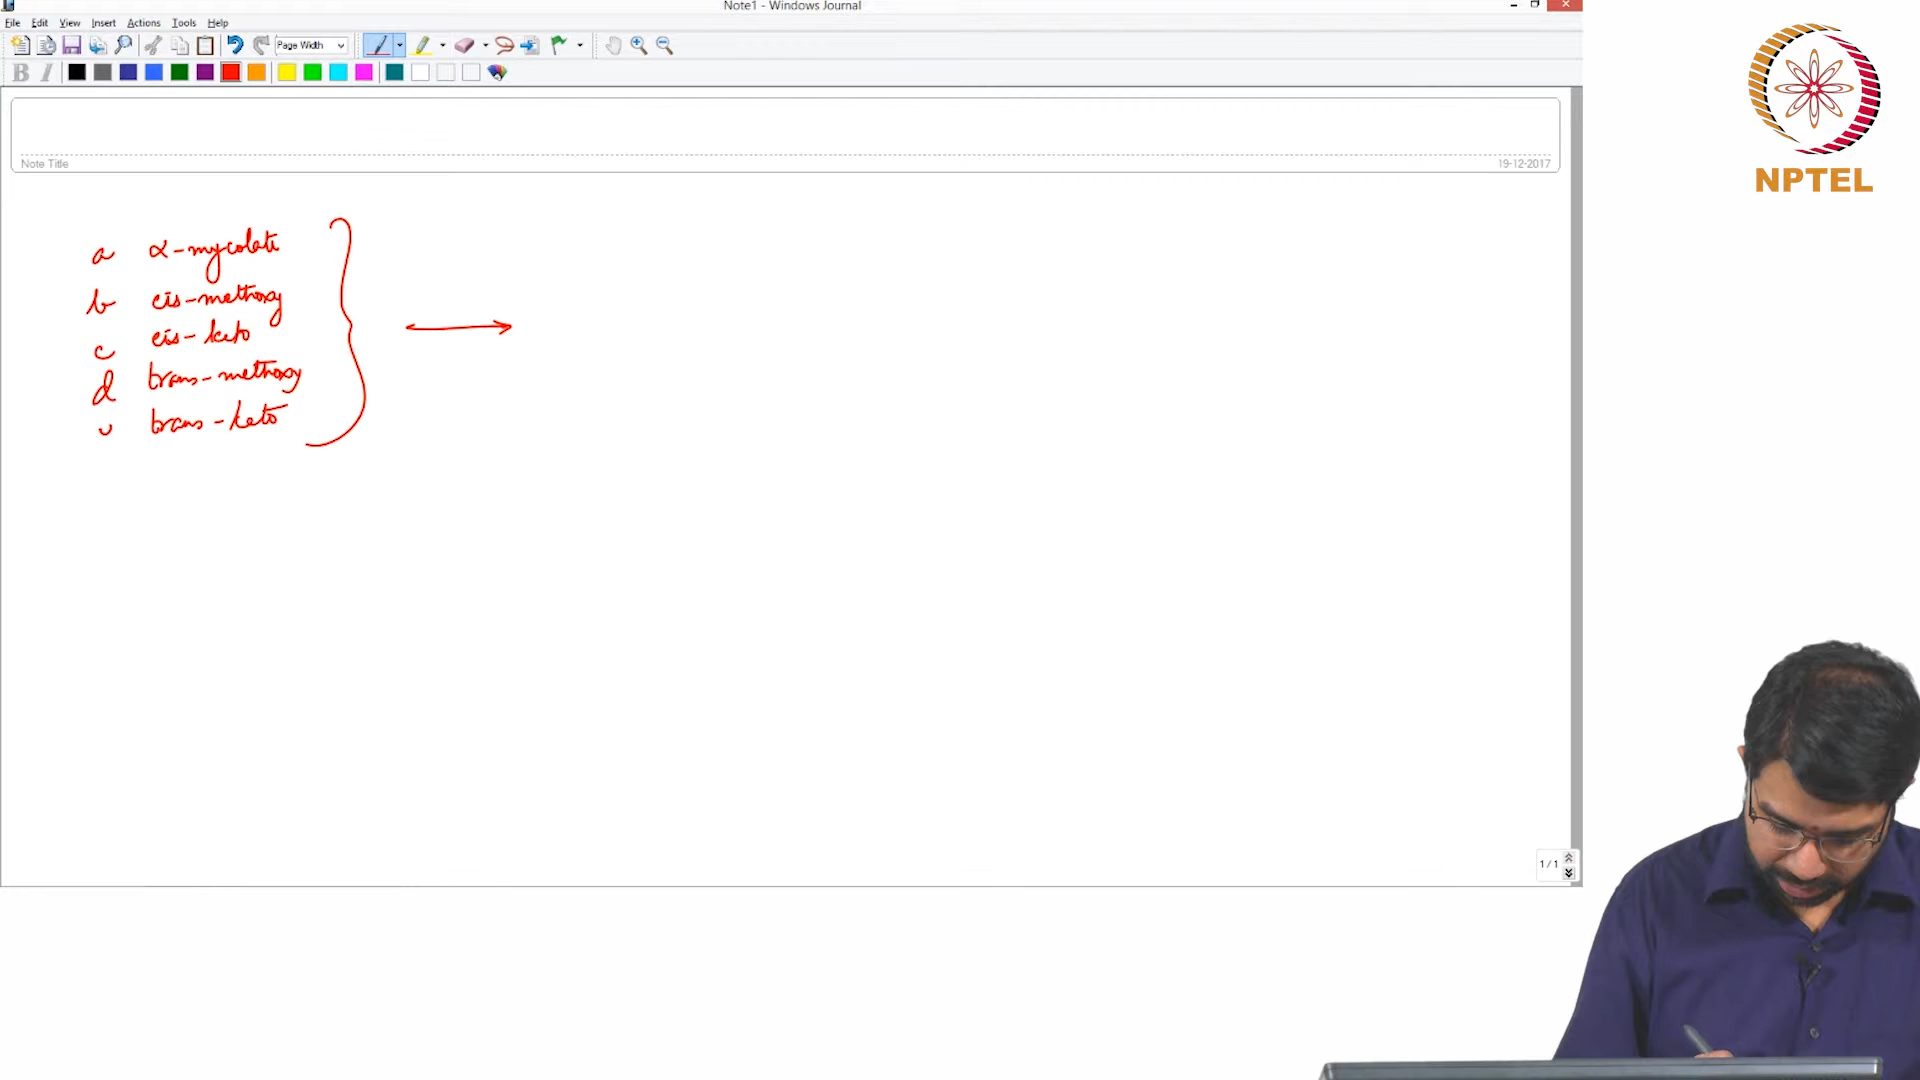 Note1 - Windows Journal
File Edit View Insert Actions Tools Help
Page Width
B I
Note Title
19-12-2017
NPTEL
a α-mycolate
b cis-methoxy
c cis-keto
d trans-methoxy
trans-keto
1/1